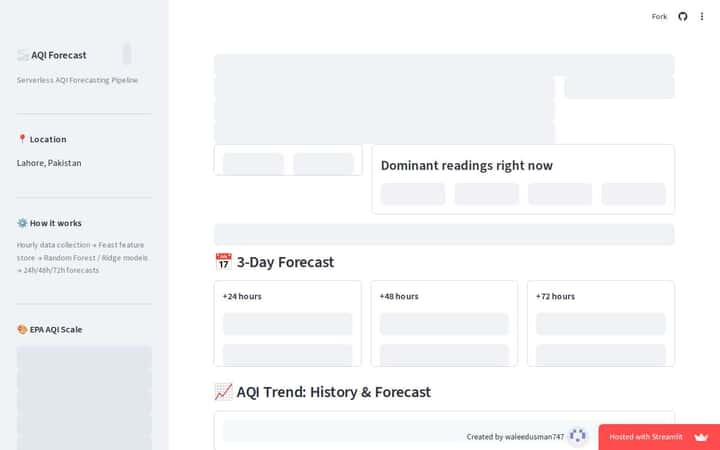 Fork
AQI Forecast
Serverless AQI Forecasting Pipeline
Location
Lahore, Pakistan
How it works
Hourly data collection → Feast feature
store → Random Forest / Ridge models
→ 24h/48h/72h forecasts
EPA AQI Scale
Dominant readings right now
3-Day Forecast
+24 hours
+48 hours
+72 hours
AQI Trend: History & Forecast
Created by waleedusman747
Hosted with Streamlit